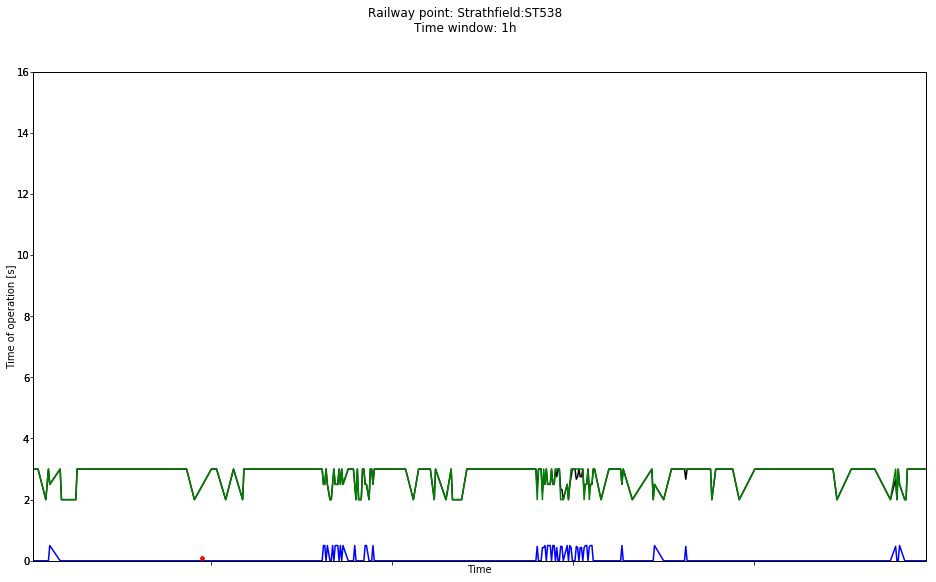 Railway point: Strathfield:ST538
Time window: 1h
16
14
12
10
8
6
4
2
0
Time of operation [s]
Time